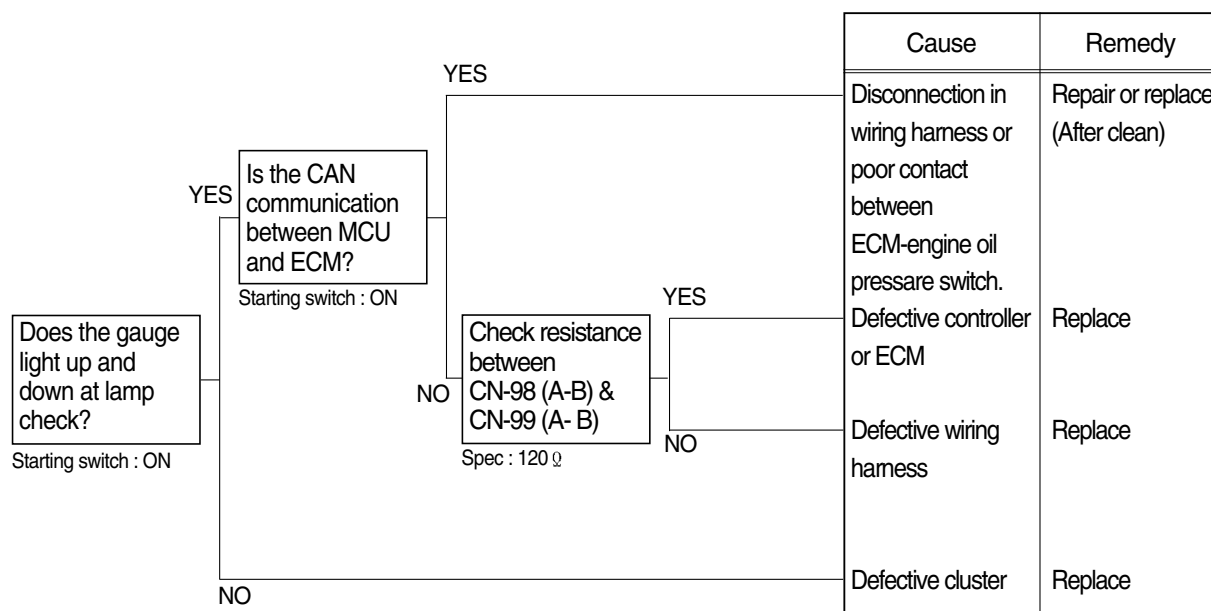 Cause
Remedy
YES
Disconnection in
wiring harness or
poor contact
between
ECM-engine oil
pressare switch.
Repair or replace
(After clean)
YES
Is the CAN
communication
between MCU
and ECM?
Starting switch : ON
YES
Does the gauge
light up and
down at lamp
check?
Starting switch : ON
NO
Check resistance
between
CN-98 (A-B) &
CN-99 (A- B)
Spec : 120 Ω
Defective controller
or ECM
Replace
NO
Defective wiring
harness
Replace
NO
Defective cluster
Replace